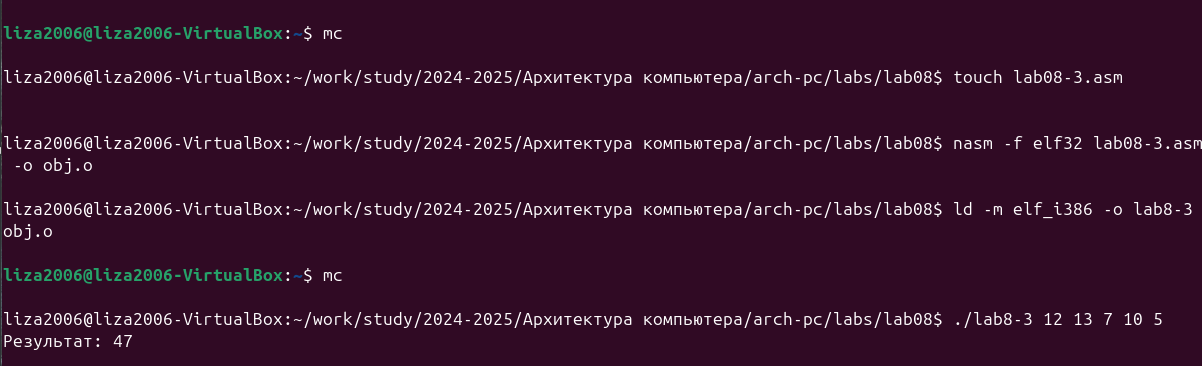 liza2006@liza2006-VirtualBox:~$ mc
liza2006@liza2006-VirtualBox:~/work/study/2024-2025/Архитектура компьютера/arch-pc/labs/lab08$ touch lab08-3.asm
liza2006@liza2006-VirtualBox:~/work/study/2024-2025/Архитектура компьютера/arch-pc/labs/lab08$ nasm -f elf32 lab08-3.asm
-o obj.o
liza2006@liza2006-VirtualBox:~/work/study/2024-2025/Архитектура компьютера/arch-pc/labs/lab08$ ld -m elf_i386 -o lab8-3
obj.o
liza2006@liza2006-VirtualBox:~$ mc
liza2006@liza2006-VirtualBox:~/work/study/2024-2025/Архитектура компьютера/arch-pc/labs/lab08$ ./lab8-3 12 13 7 10 5
Результат: 47